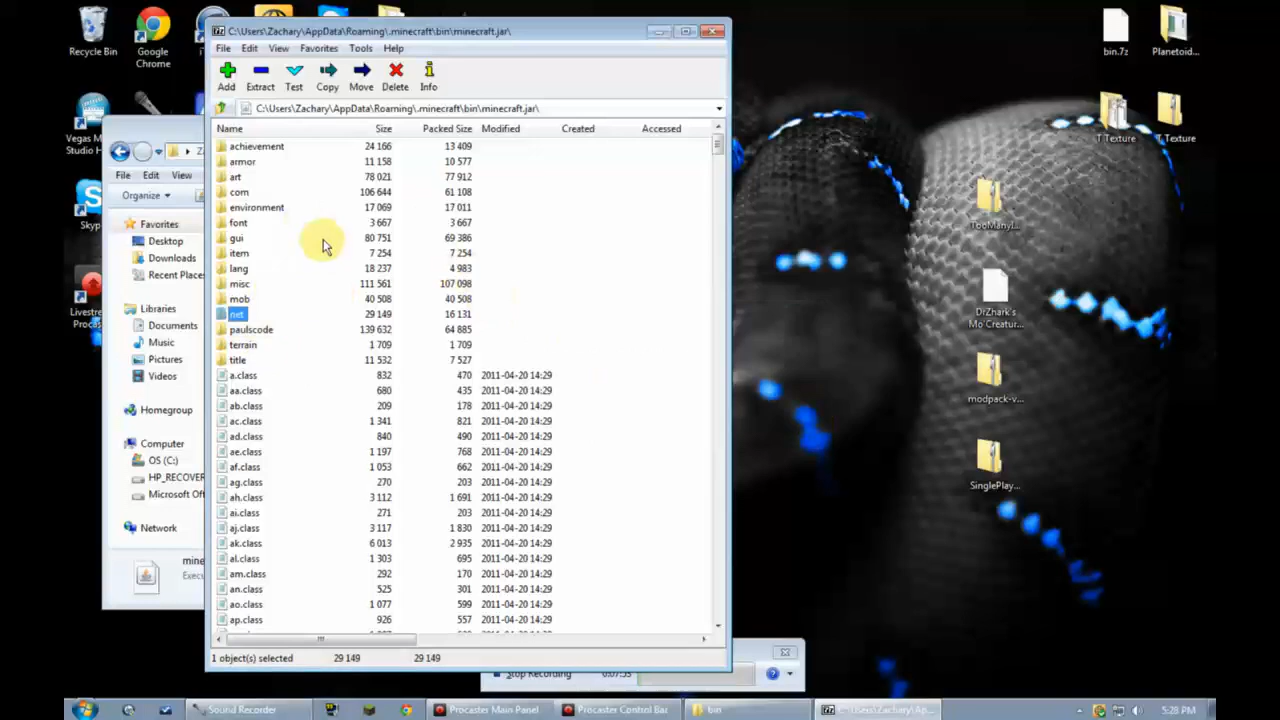 C:\Users\Zachary\AppData\Roaming\.minecraft\bin\minecraft.jar\
File Edit View Favorites Tools Help
Add Extract Test Copy Move Delete Info
C:\Users\Zachary\AppData\Roaming\.minecraft\bin\minecraft.jar\
Name Size Packed Size Modified Created Accessed
achievement 24 166 13 409
armor 11 158 10 577
art 78 021 77 912
com 106 644 61 108
environment 17 069 17 011
font 3 667 3 667
gui 80 751 69 386
item 7 254 7 254
lang 18 237 4 983
misc 111 561 107 098
mob 40 508 40 508
net 29 149 16 131
paulscode 139 632 64 885
terrain 1 709 1 709
title 11 532 7 527
a.class 832 470 2011-04-20 14:29
aa.class 680 435 2011-04-20 14:29
ab.class 209 178 2011-04-20 14:29
ac.class 1 341 821 2011-04-20 14:29
ad.class 840 490 2011-04-20 14:29
ae.class 1 197 768 2011-04-20 14:29
af.class 1 053 662 2011-04-20 14:29
ag.class 270 203 2011-04-20 14:29
ah.class 3 112 1 691 2011-04-20 14:29
ai.class 271 203 2011-04-20 14:29
aj.class 3 117 1 830 2011-04-20 14:29
ak.class 6 013 2 935 2011-04-20 14:29
al.class 1 303 695 2011-04-20 14:29
am.class 292 170 2011-04-20 14:29
an.class 525 301 2011-04-20 14:29
ao.class 1 077 599 2011-04-20 14:29
ap.class 926 557 2011-04-20 14:29
1 object(s) selected 29 149 29 149
Recycle Bin
Google Chrome
Vegas M
Studio H
Skyp
Livestre
Procas
File Edit View
Organize
Favorites
Desktop
Downloads
Recent Places
Libraries
Documents
Music
Pictures
Videos
Homegroup
Computer
OS (C:)
HP_RECOVER
Microsoft Off
Network
mine
Execu
bin.7z
Planetoid...
T Texture
T Texture
TooManyI...
DrZhark's
Mo'Creatur...
modpack-v...
SinglePlay...
Stop Recording
Sound Recorder
Procaster Main Panel
Procaster Control Bar
bin
C:\Users\Zachary\Ap...
5:28 PM